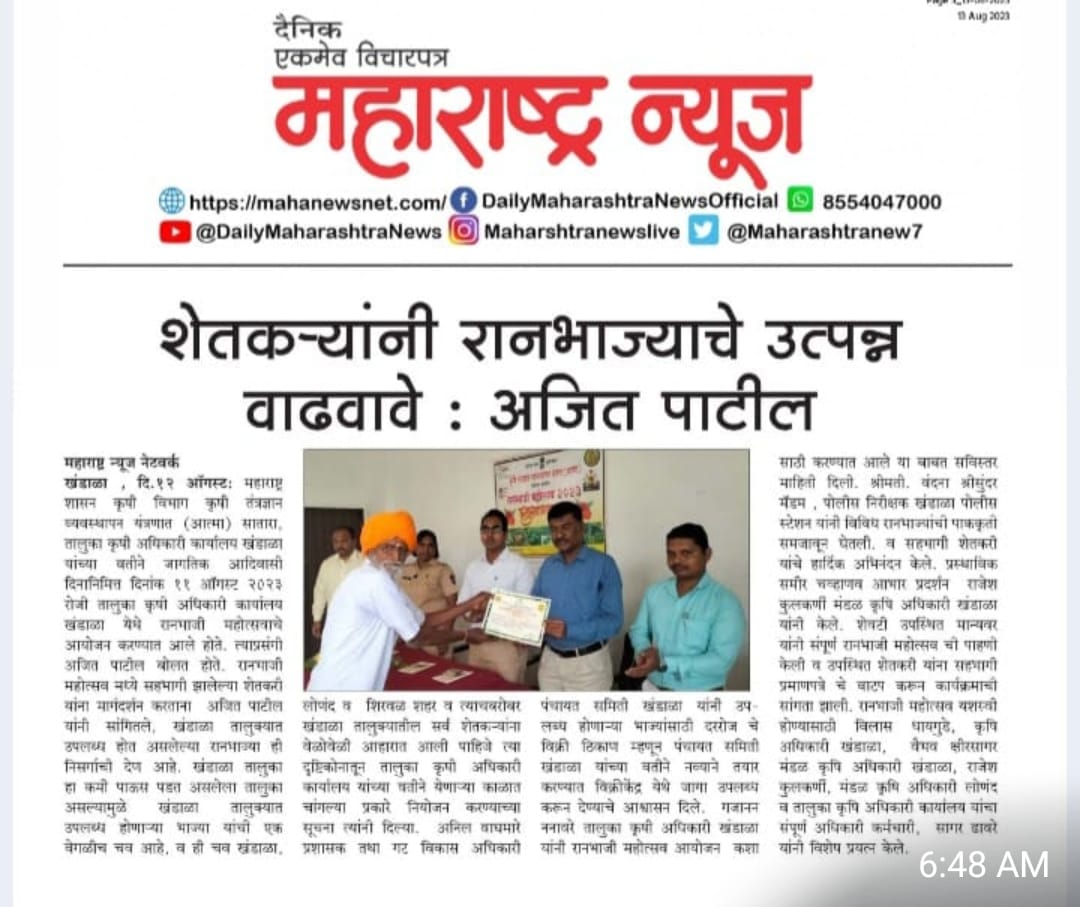 13 Aug 2023
दैनिक
एकमेव विचारपत्र
महाराष्ट्र न्यूज
https://mahanewsnet.com/ DailyMaharashtraNewsOfficial 8554047000
@DailyMaharashtraNews Maharshtranewslive @Maharashtranew7
शेतकऱ्यांनी रानभाज्याचे उत्पन्न
वाढवावे : अजित पाटील
महाराष्ट्र न्यूज नेटवर्क
खंडाळा , दि.१२ ऑगस्ट: महाराष्ट्र
शासन कृषी विभाग कृषी तंत्रज्ञान
व्यवस्थापन यंत्रणात (आत्मा) सातारा,
तालुका कृषी अधिकारी कार्यालय खंडाळा
यांच्या वतीने जागतिक आदिवासी
दिनानिमित्त दिनांक ११ ऑगस्ट २०२३
रोजी तालुका कृषी अधिकारी कार्यालय
खंडाळा येथे रानभाजी महोत्सवाचे
आयोजन करण्यात आले होते. त्याप्रसंगी
अजित पाटील बोलत होते. रानभाजी
महोत्सव मध्ये सहभागी झालेल्या शेतकरी
यांना मार्गदर्शन करताना अजित पाटील
यांनी सांगितले, खंडाळा तालुक्यात
उपलब्ध होत असलेल्या रानभाज्या ही
निसर्गाची देण आहे. खंडाळा तालुका
हा कमी पाऊस पडत असलेला तालुका
असल्यामुळे खंडाळा तालुक्यात
उपलब्ध होणाऱ्या भाज्या यांची एक
वेगळीच चव आहे, व ही चव खंडाळा,
लोणंद व शिरवळ शहर व त्याचबरोबर
खंडाळा तालुक्यातील सर्व शेतकऱ्यांना
वेळोवेळी आहारात आली पाहिजे त्या
दृष्टिकोनातून तालुका कृषी अधिकारी
कार्यालय यांच्या वतीने येणाऱ्या काळात
चांगल्या प्रकारे नियोजन करण्याच्या
सूचना त्यांनी दिल्या. अनिल वाघमारे
प्रशासक तथा गट विकास अधिकारी
पंचायत समिती खंडाळा यांनी उप-
लब्ध होणाऱ्या भाज्यांसाठी दररोज चे
विक्री ठिकाण म्हणून पंचायत समिती
खंडाळा यांच्या वतीने नव्याने तयार
करण्यात विक्रीकेंद्र येथे जागा उपलब्ध
करून देण्याचे आश्वासन दिले. गजानन
ननावरे तालुका कृषी अधिकारी खंडाळा
यांनी रानभाजी महोत्सव आयोजन कशा
साठी करण्यात आले या बाबत सविस्तर
माहिती दिली. श्रीमती. वंदना श्रीसुंदर
मॅडम , पोलीस निरीक्षक खंडाळा पोलीस
स्टेशन यांनी विविध रानभाज्यांची पाककृती
समजावून घेतली. व सहभागी शेतकरी
यांचे हार्दिक अभिनंदन केले. प्रस्थाविक
समीर चव्हाणव आभार प्रदर्शन राजेश
कुलकर्णी मंडळ कृषि अधिकारी खंडाळा
यांनी केले. शेवटी उपस्थित मान्यवर
यांनी संपूर्ण रानभाजी महोत्सव ची पाहणी
केली व उपस्थित शेतकरी यांना सहभागी
प्रमाणपत्रे चे वाटप करून कार्यक्रमाची
सांगता झाली. रानभाजी महोत्सव यशस्वी
होण्यासाठी विलास धायगुडे, कृषि
अधिकारी खंडाळा, वैभव क्षीरसागर
मंडळ कृषि अधिकारी खंडाळा, राजेश
कुलकर्णी, मंडळ कृषि अधिकारी लोणंद
व तालुका कृषि अधिकारी कार्यालय यांचा
संपूर्ण अधिकारी कर्मचारी, सागर ढावरे
यांनी विशेष प्रयत्न केले.
6:48 AM